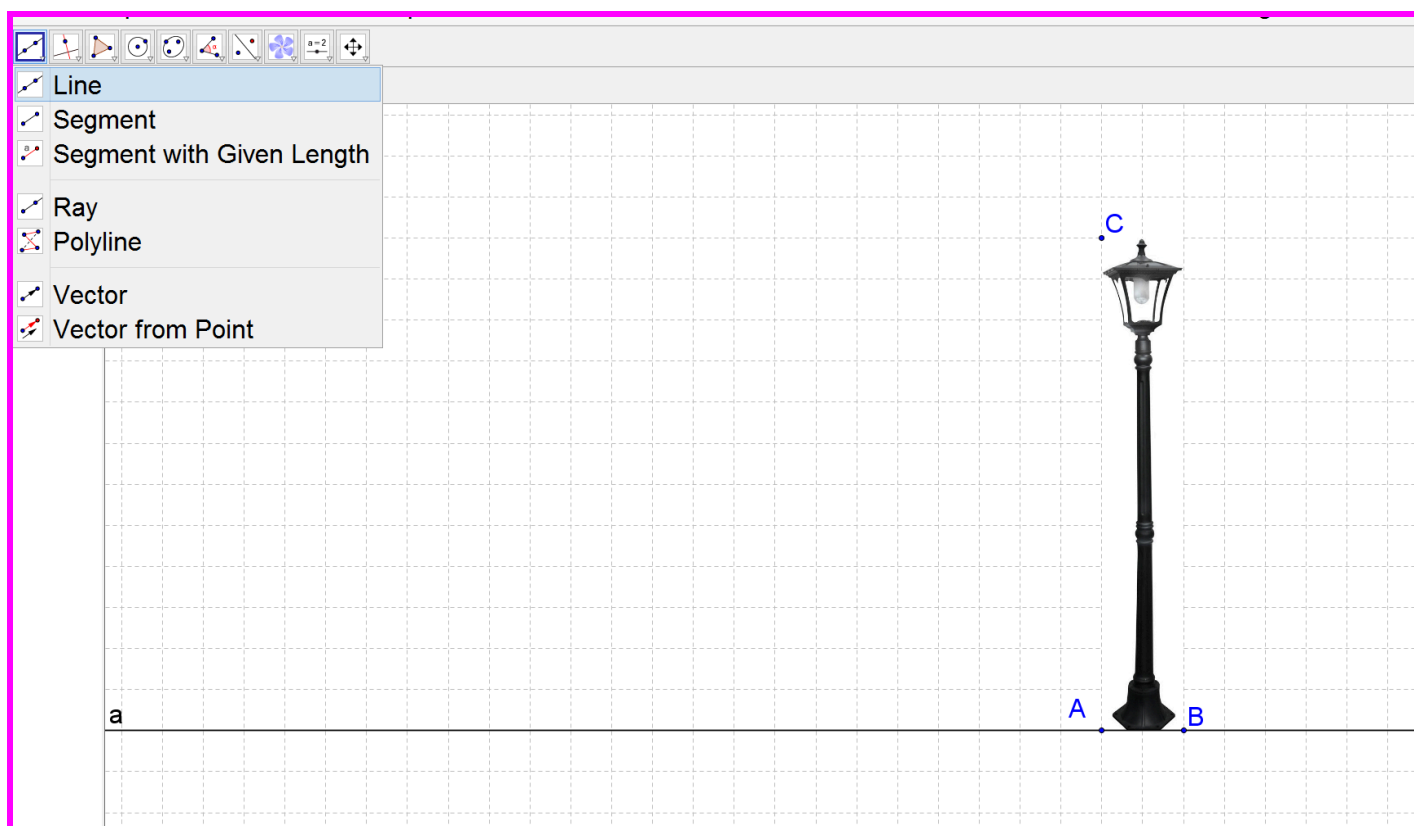 a=2
Line
Segment
Segment with Given Length
Ray
Polyline
Vector
Vector from Point
C
A
B
a